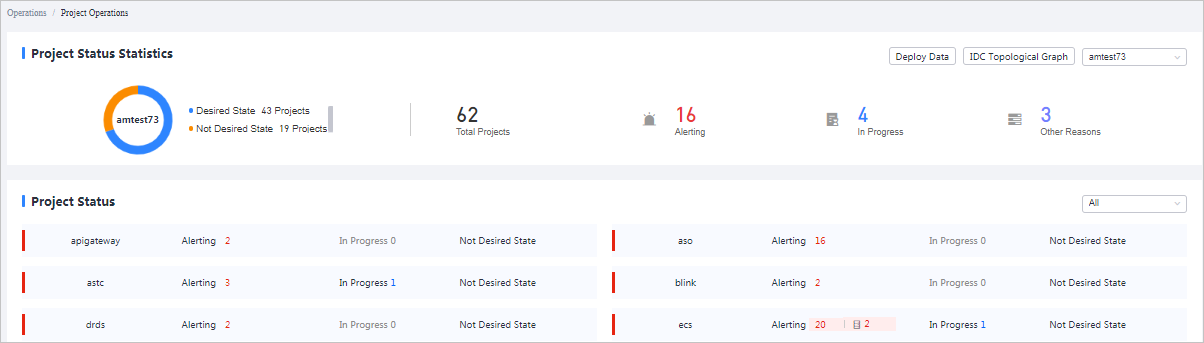 Operations / Project Operations
Project Status Statistics
Deploy Data
IDC Topological Graph
amtest73
amtest73
Desired State 43 Projects
Not Desired State 19 Projects
62
Total Projects
16
Alerting
4
In Progress
3
Other Reasons
Project Status
All
apigateway Alerting 2 In Progress 0 Not Desired State
aso Alerting 16 In Progress 0 Not Desired State
astc Alerting 3 In Progress 1 Not Desired State
blink Alerting 2 In Progress 0 Not Desired State
drds Alerting 2 In Progress 0 Not Desired State
ecs Alerting 20 2 In Progress 1 Not Desired State